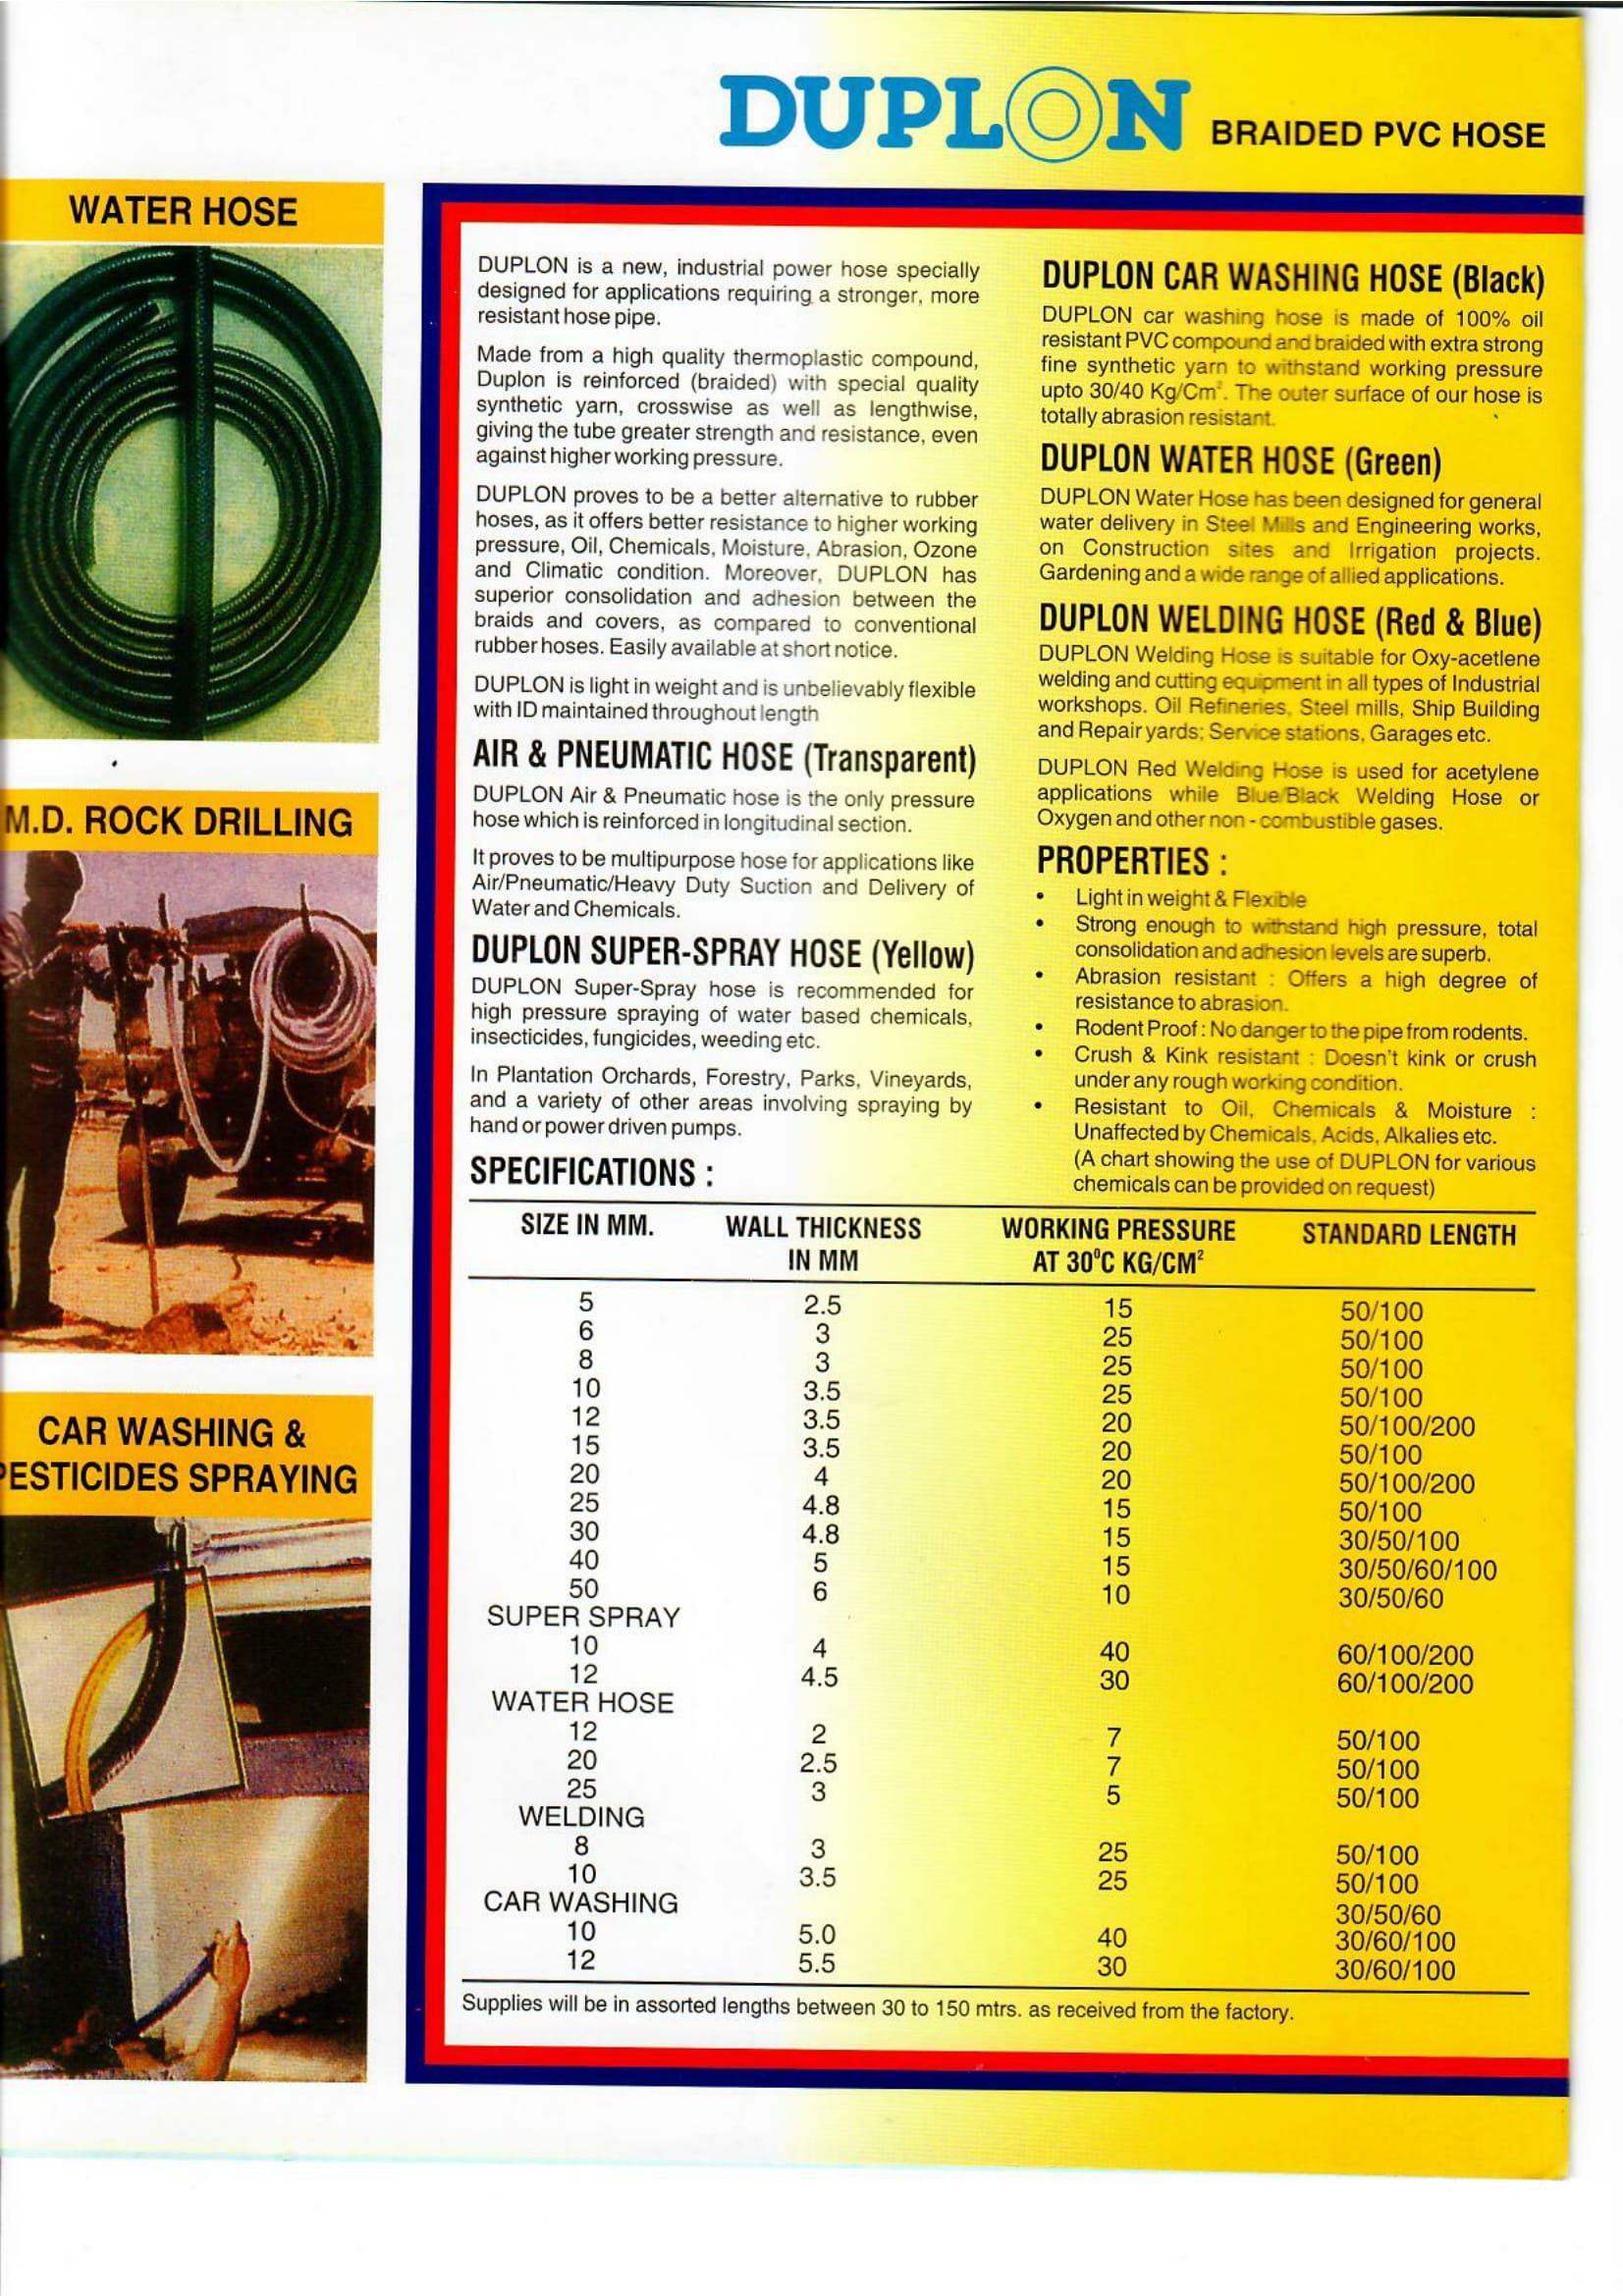 DUPLON BRAIDED PVC HOSE
WATER HOSE
M.D. ROCK DRILLING
CAR WASHING &
PESTICIDES SPRAYING
DUPLON is a new, industrial power hose specially
designed for applications requiring a stronger, more
resistant hose pipe.
Made from a high quality thermoplastic compound,
Duplon is reinforced (braided) with special quality
synthetic yarn, crosswise as well as lengthwise,
giving the tube greater strength and resistance, even
against higher working pressure.
DUPLON proves to be a better alternative to rubber
hoses, as it offers better resistance to higher working
pressure, Oil, Chemicals, Moisture, Abrasion, Ozone
and Climatic condition. Moreover, DUPLON has
superior consolidation and adhesion between the
braids and covers, as compared to conventional
rubber hoses. Easily available at short notice.
DUPLON is light in weight and is unbelievably flexible
with ID maintained throughout length
AIR & PNEUMATIC HOSE (Transparent)
DUPLON Air & Pneumatic hose is the only pressure
hose which is reinforced in longitudinal section.
It proves to be multipurpose hose for applications like
Air/Pneumatic/Heavy Duty Suction and Delivery of
Water and Chemicals.
DUPLON SUPER-SPRAY HOSE (Yellow)
DUPLON Super-Spray hose is recommended for
high pressure spraying of water based chemicals,
insecticides, fungicides, weeding etc.
In Plantation Orchards, Forestry, Parks, Vineyards,
and a variety of other areas involving spraying by
hand or power driven pumps.
DUPLON CAR WASHING HOSE (Black)
DUPLON car washing hose is made of 100% oil
resistant PVC compound and braided with extra strong
fine synthetic yarn to withstand working pressure
upto 30/40 Kg/Cm². The outer surface of our hose is
totally abrasion resistant.
DUPLON WATER HOSE (Green)
DUPLON Water Hose has been designed for general
water delivery in Steel Mills and Engineering works,
on Construction sites and Irrigation projects.
Gardening and a wide range of allied applications.
DUPLON WELDING HOSE (Red & Blue)
DUPLON Welding Hose is suitable for Oxy-acetlene
welding and cutting equipment in all types of Industrial
workshops. Oil Refineries, Steel mills, Ship Building
and Repair yards; Service stations, Garages etc.
DUPLON Red Welding Hose is used for acetylene
applications while Blue/Black Welding Hose or
Oxygen and other non - combustible gases.
PROPERTIES :
• Light in weight & Flexible
• Strong enough to withstand high pressure, total
consolidation and adhesion levels are superb.
• Abrasion resistant : Offers a high degree of
resistance to abrasion.
• Rodent Proof : No danger to the pipe from rodents.
• Crush & Kink resistant : Doesn't kink or crush
under any rough working condition.
• Resistant to Oil, Chemicals & Moisture :
Unaffected by Chemicals, Acids, Alkalies etc.
(A chart showing the use of DUPLON for various
chemicals can be provided on request)
SPECIFICATIONS :
SIZE IN MM. WALL THICKNESS WORKING PRESSURE STANDARD LENGTH
IN MM AT 30⁰C KG/CM²
5 2.5 15 50/100
6 3 25 50/100
8 3 25 50/100
10 3.5 25 50/100
12 3.5 20 50/100/200
15 3.5 20 50/100
20 4 20 50/100/200
25 4.8 15 50/100
30 4.8 15 30/50/100
40 5 15 30/50/60/100
50 6 10 30/50/60
SUPER SPRAY
10 4 40 60/100/200
12 4.5 30 60/100/200
WATER HOSE
12 2 7 50/100
20 2.5 7 50/100
25 3 5 50/100
WELDING
8 3 25 50/100
10 3.5 25 50/100
CAR WASHING 30/50/60
10 5.0 40 30/60/100
12 5.5 30 30/60/100
Supplies will be in assorted lengths between 30 to 150 mtrs. as received from the factory.